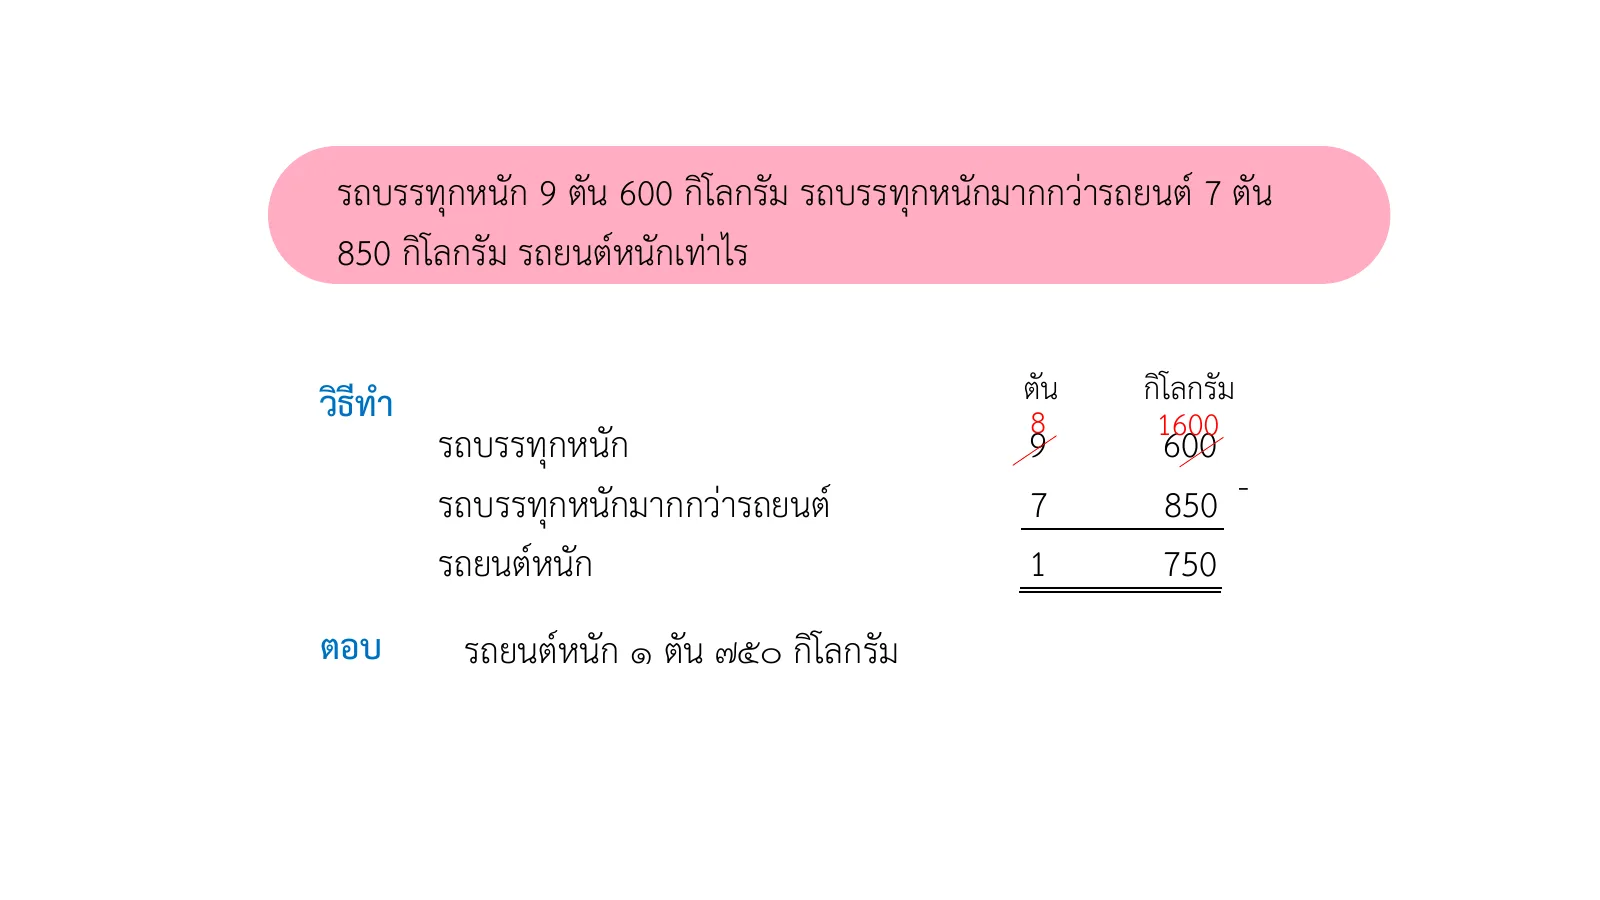 รถบรรทุกหนัก 9 ตัน 600 กิโลกรัม รถบรรทุกหนักมากกว่ารถยนต์ 7 ตัน
850 กิโลกรัม รถยนต์หนักเท่าไร
วิธีทำ ตัน กิโลกรัม
8 1600
รถบรรทุกหนัก 9 600
รถบรรทุกหนักมากกว่ารถยนต์ 7 850 -
รถยนต์หนัก 1 750
ตอบ รถยนต์หนัก ๑ ตัน ๗๕๐ กิโลกรัม